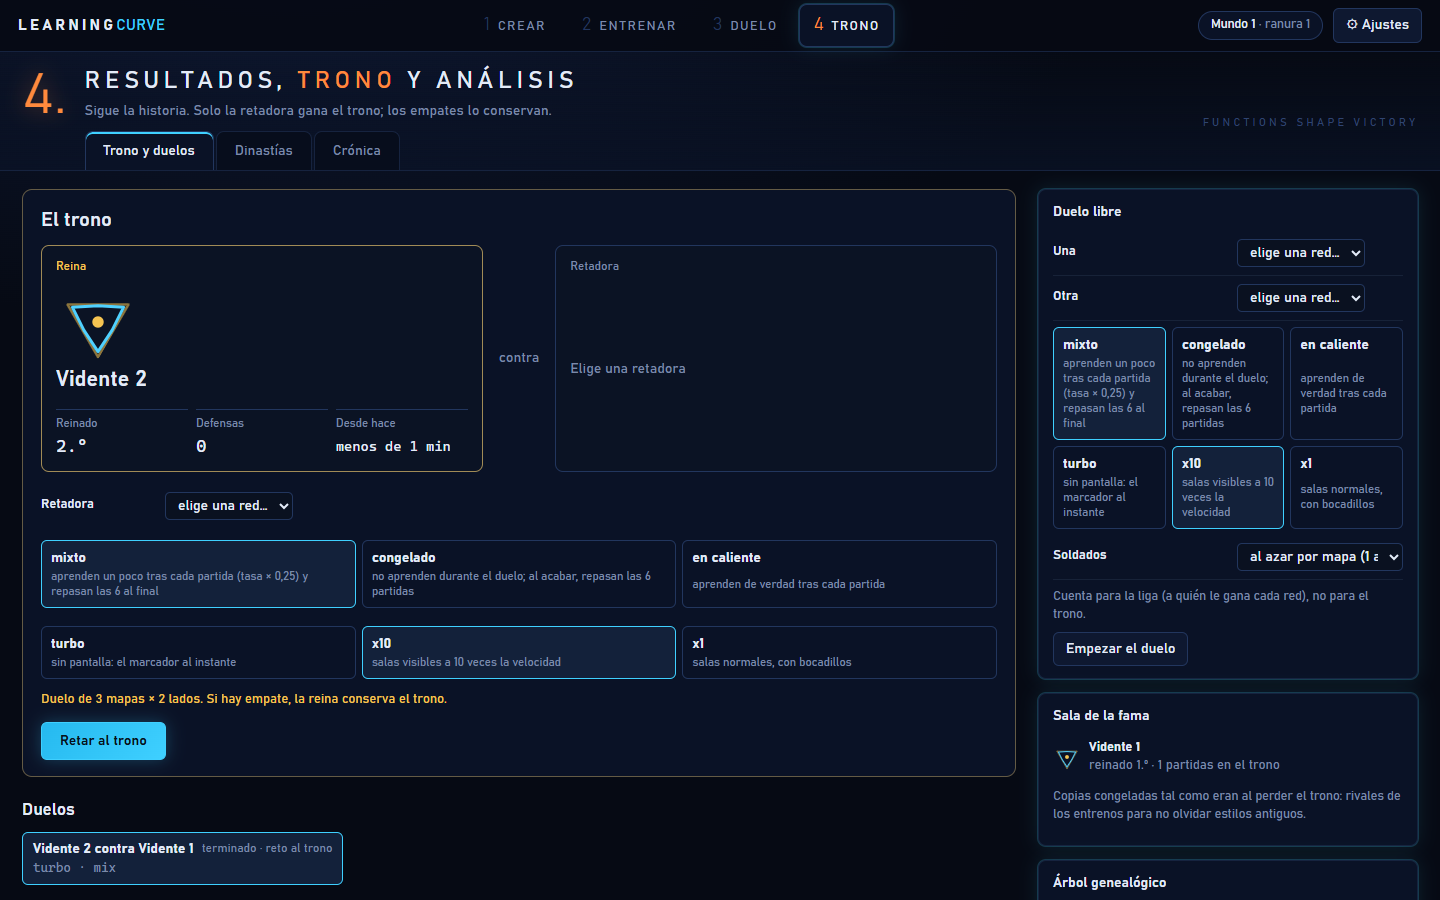 LEARNINGCURVE
1 CREAR
2 ENTRENAR
3 DUELO
4 TRONO
Mundo 1 · ranura 1
⚙ Ajustes
4.
RESULTADOS, TRONO Y ANÁLISIS
Sigue la historia. Solo la retadora gana el trono; los empates lo conservan.
FUNCTIONS SHAPE VICTORY
Trono y duelos
Dinastías
Crónica
El trono
Reina
Vidente 2
Reinado
2.º
Defensas
0
Desde hace
menos de 1 min
contra
Retadora
Elige una retadora
Retadora
elige una red…
mixto
aprenden un poco tras cada partida (tasa × 0,25) y
repasan las 6 al final
congelado
no aprenden durante el duelo; al acabar, repasan las 6
partidas
en caliente
aprenden de verdad tras cada partida
turbo
sin pantalla: el marcador al instante
x10
salas visibles a 10 veces la velocidad
x1
salas normales, con bocadillos
Duelo de 3 mapas × 2 lados. Si hay empate, la reina conserva el trono.
Retar al trono
Duelos
Vidente 2 contra Vidente 1 terminado · reto al trono
turbo · mix
Duelo libre
Una
elige una red…
Otra
elige una red…
mixto
aprenden un poco
tras cada partida
(tasa × 0,25) y
repasan las 6 al
final
congelado
no aprenden
durante el duelo;
al acabar,
repasan las 6
partidas
en caliente
aprenden de
verdad tras cada
partida
turbo
sin pantalla: el
marcador al
instante
x10
salas visibles a 10
veces la
velocidad
x1
salas normales,
con bocadillos
Soldados
al azar por mapa (1 a
Cuenta para la liga (a quién le gana cada red), no para el
trono.
Empezar el duelo
Sala de la fama
Vidente 1
reinado 1.º · 1 partidas en el trono
Copias congeladas tal como eran al perder el trono: rivales de
los entrenos para no olvidar estilos antiguos.
Árbol genealógico